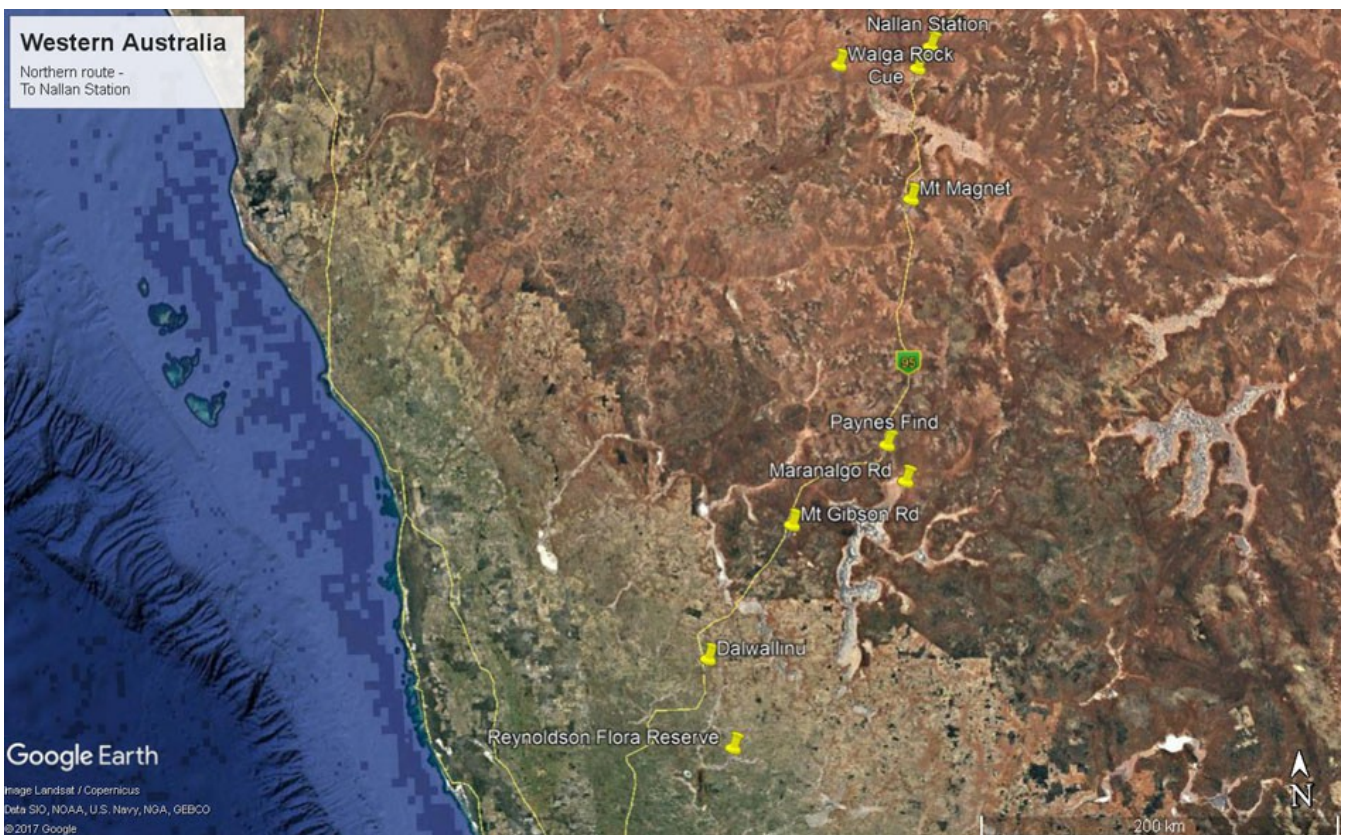 Western Australia
Northern route -
To Nallan Station
Nallan Station
Walga Rock
Cue
Mt Magnet
95
Paynes Find
Maranalgo Rd
Mt Gibson Rd
Dalwallinu
Reynoldson Flora Reserve
Google Earth
Image Landsat / Copernicus
Data SIO, NOAA, U.S. Navy, NGA, GEBCO
©2017 Google
N
200 km